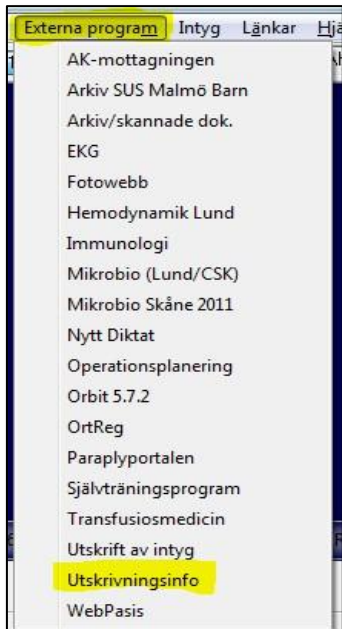 Externa program Intyg Länkar
AK-mottagningen
Arkiv SUS Malmö Barn
Arkiv/skannade dok.
EKG
Fotowebb
Hemodynamik Lund
Immunologi
Mikrobio (Lund/CSK)
Mikrobio Skåne 2011
Nytt Diktat
Operationsplanering
Orbit 5.7.2
OrtReg
Paraplyportalen
Självträningsprogram
Transfusiosmedicin
Utskrift av intyg
Utskrivningsinfo
WebPasis